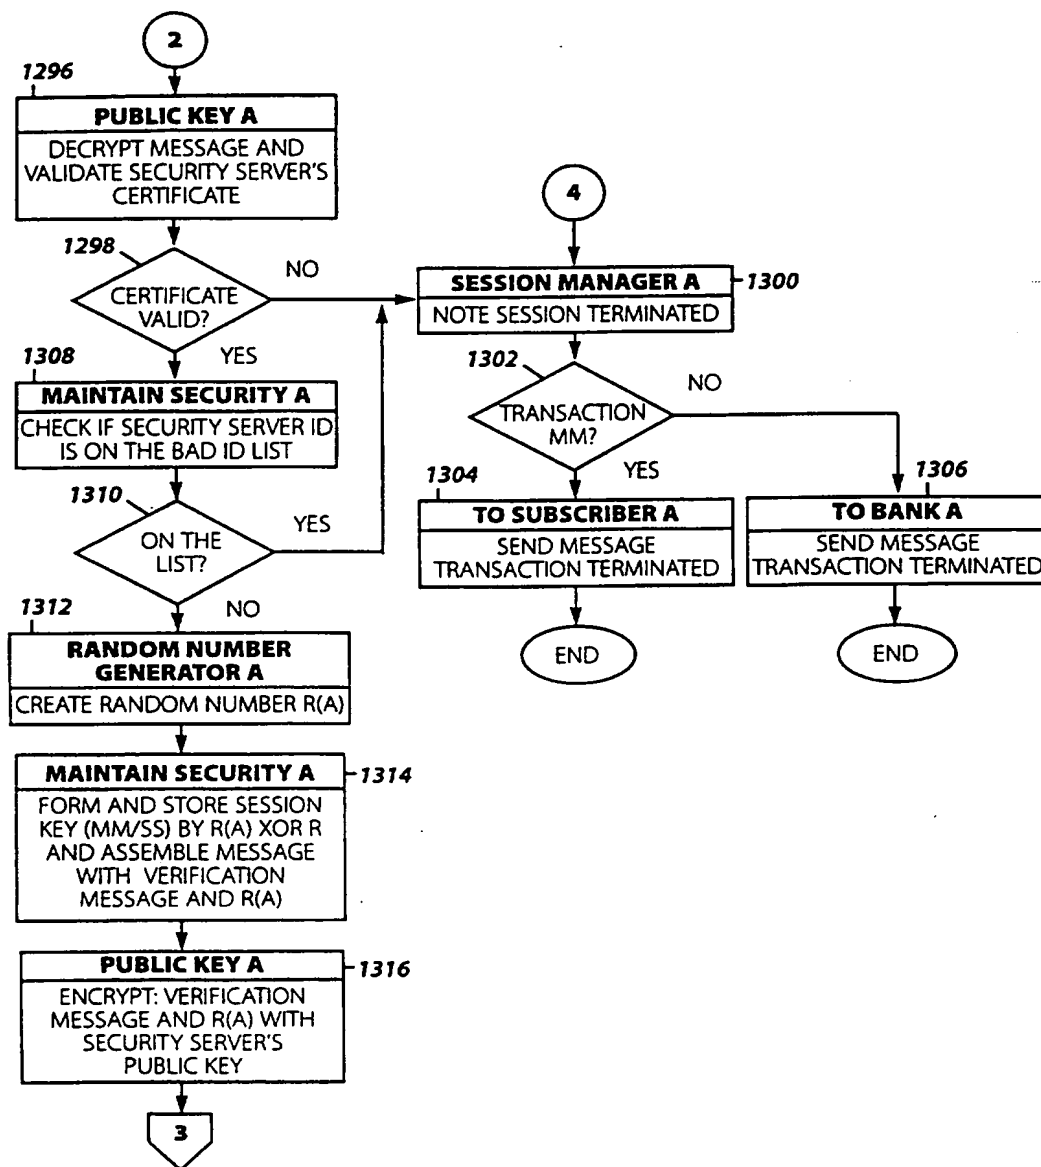 2
1296
PUBLIC KEY A
DECRYPT MESSAGE AND
VALIDATE SECURITY SERVER'S
CERTIFICATE
1298
CERTIFICATE
VALID?
NO
YES
1308
MAINTAIN SECURITY A
CHECK IF SECURITY SERVER ID
IS ON THE BAD ID LIST
1310
ON THE
LIST?
YES
NO
1312
RANDOM NUMBER
GENERATOR A
CREATE RANDOM NUMBER R(A)
MAINTAIN SECURITY A
1314
FORM AND STORE SESSION
KEY (MM/SS) BY R(A) XOR R
AND ASSEMBLE MESSAGE
WITH VERIFICATION
MESSAGE AND R(A)
PUBLIC KEY A
1316
ENCRYPT: VERIFICATION
MESSAGE AND R(A) WITH
SECURITY SERVER'S
PUBLIC KEY
3
4
SESSION MANAGER A
1300
NOTE SESSION TERMINATED
1302
TRANSACTION
MM?
NO
YES
1304
TO SUBSCRIBER A
SEND MESSAGE
TRANSACTION TERMINATED
END
1306
TO BANK A
SEND MESSAGE
TRANSACTION TERMINATED
END